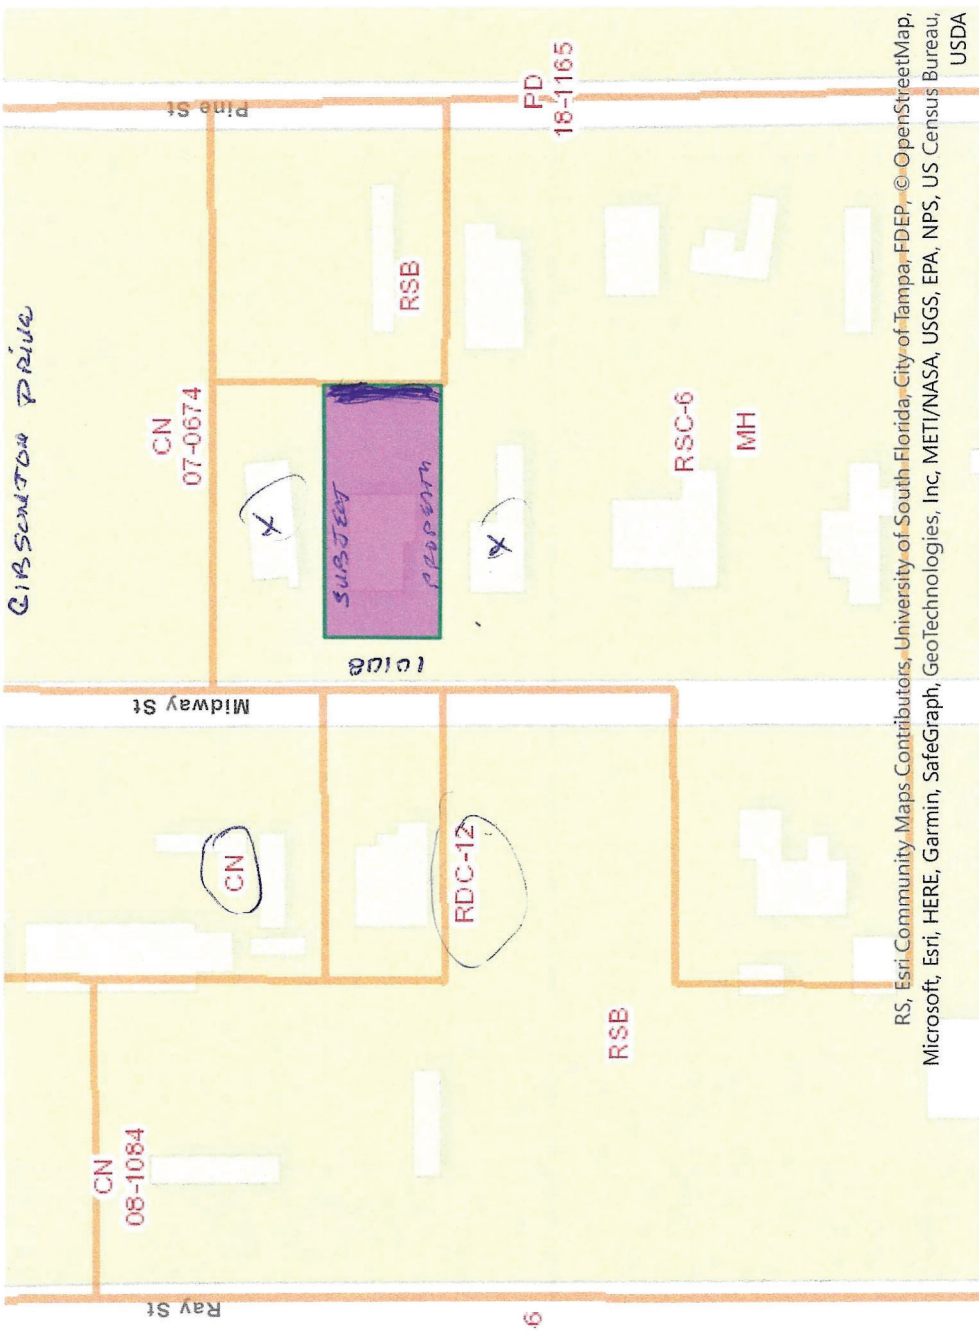 GIBSONTON DRIVE
CN
07-0674
Pine St
PD
18-1165
RSB
X
SUBJECT
PROPERTY
10108
X
RSC-6
MH
Midway St
CN
RDC-12
RSB
CN
08-1084
Ray St
RS, Esri Community Maps Contributors, University of South Florida, City of Tampa, FDEP, © OpenStreetMap,
Microsoft, Esri, HERE, Garmin, SafeGraph, GeoTechnologies, Inc, METI/NASA, USGS, EPA, NPS, US Census Bureau,
USDA